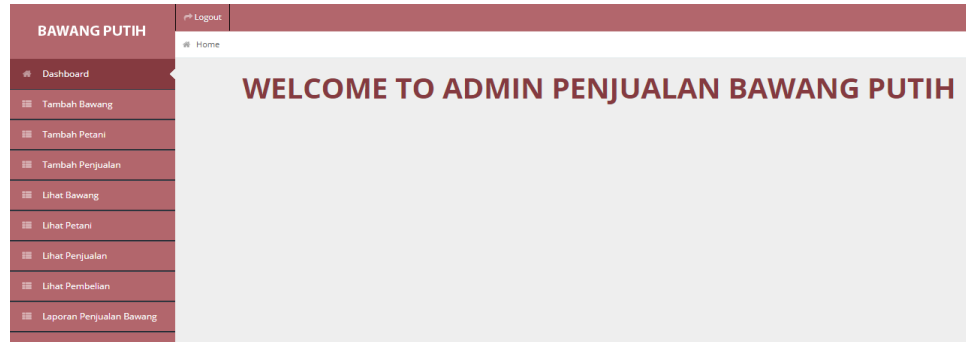 BAWANG PUTIH
Logout
Home
Dashboard
WELCOME TO ADMIN PENJUALAN BAWANG PUTIH
Tambah Bawang
Tambah Petani
Tambah Penjualan
Lihat Bawang
Lihat Petani
Lihat Penjualan
Lihat Pembelian
Laporan Penjualan Bawang